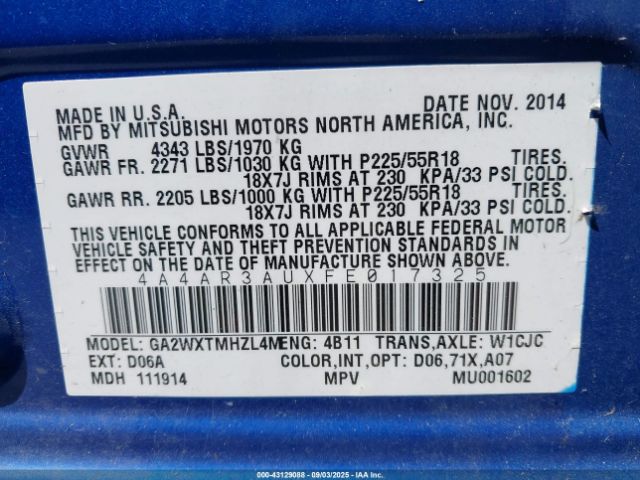 MADE IN U.S.A. DATE NOV. 2014
MFD BY MITSUBISHI MOTORS NORTH AMERICA, INC.
GVWR 4343 LBS/1970 KG
GAWR FR. 2271 LBS/1030 KG WITH P225/55R18 TIRES.
18X7J RIMS AT 230 KPA/33 PSI COLD.
GAWR RR. 2205 LBS/1000 KG WITH P225/55R18 TIRES.
18X7J RIMS AT 230 KPA/33 PSI COLD.
THIS VEHICLE CONFORMS TO ALL APPLICABLE FEDERAL MOTOR
VEHICLE SAFETY AND THEFT PREVENTION STANDARDS IN
EFFECT ON THE DATE OF MANUFACTURE SHOWN ABOVE.
4A4AR3AUXFE017325
MODEL: GA2WXTMHZL4M ENG: 4B11 TRANS,AXLE: W1CJC
EXT: D06A COLOR,INT,OPT: D06,71X,A07
MDH 111914 MPV MU001602
000-43129088 - 09/03/2025 - IAA Inc.